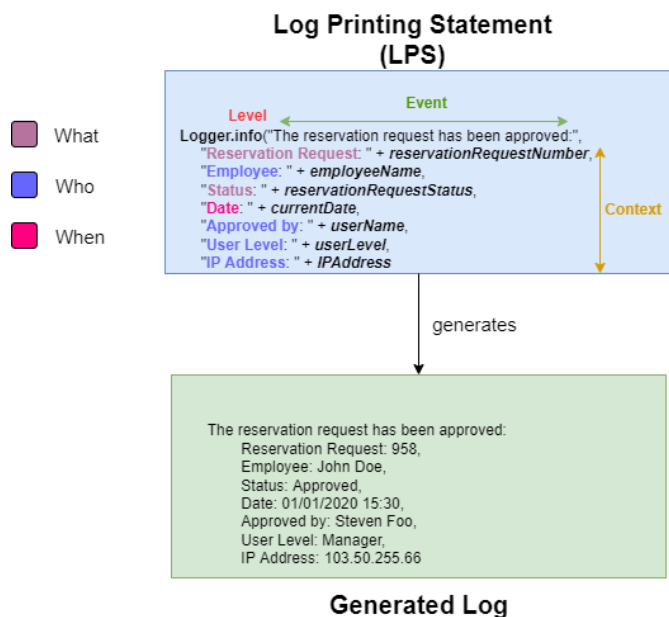 Log Printing Statement
(LPS)
What
Who
When
Level
Event
Logger.info("The reservation request has been approved:",
"Reservation Request: " + reservationRequestNumber,
"Employee: " + employeeName,
"Status: " + reservationRequestStatus,
"Date: " + currentDate,
"Approved by: " + userName,
"User Level: " + userLevel,
"IP Address: " + IPAddress
Context
generates
The reservation request has been approved:
Reservation Request: 958,
Employee: John Doe,
Status: Approved,
Date: 01/01/2020 15:30,
Approved by: Steven Foo,
User Level: Manager,
IP Address: 103.50.255.66
Generated Log